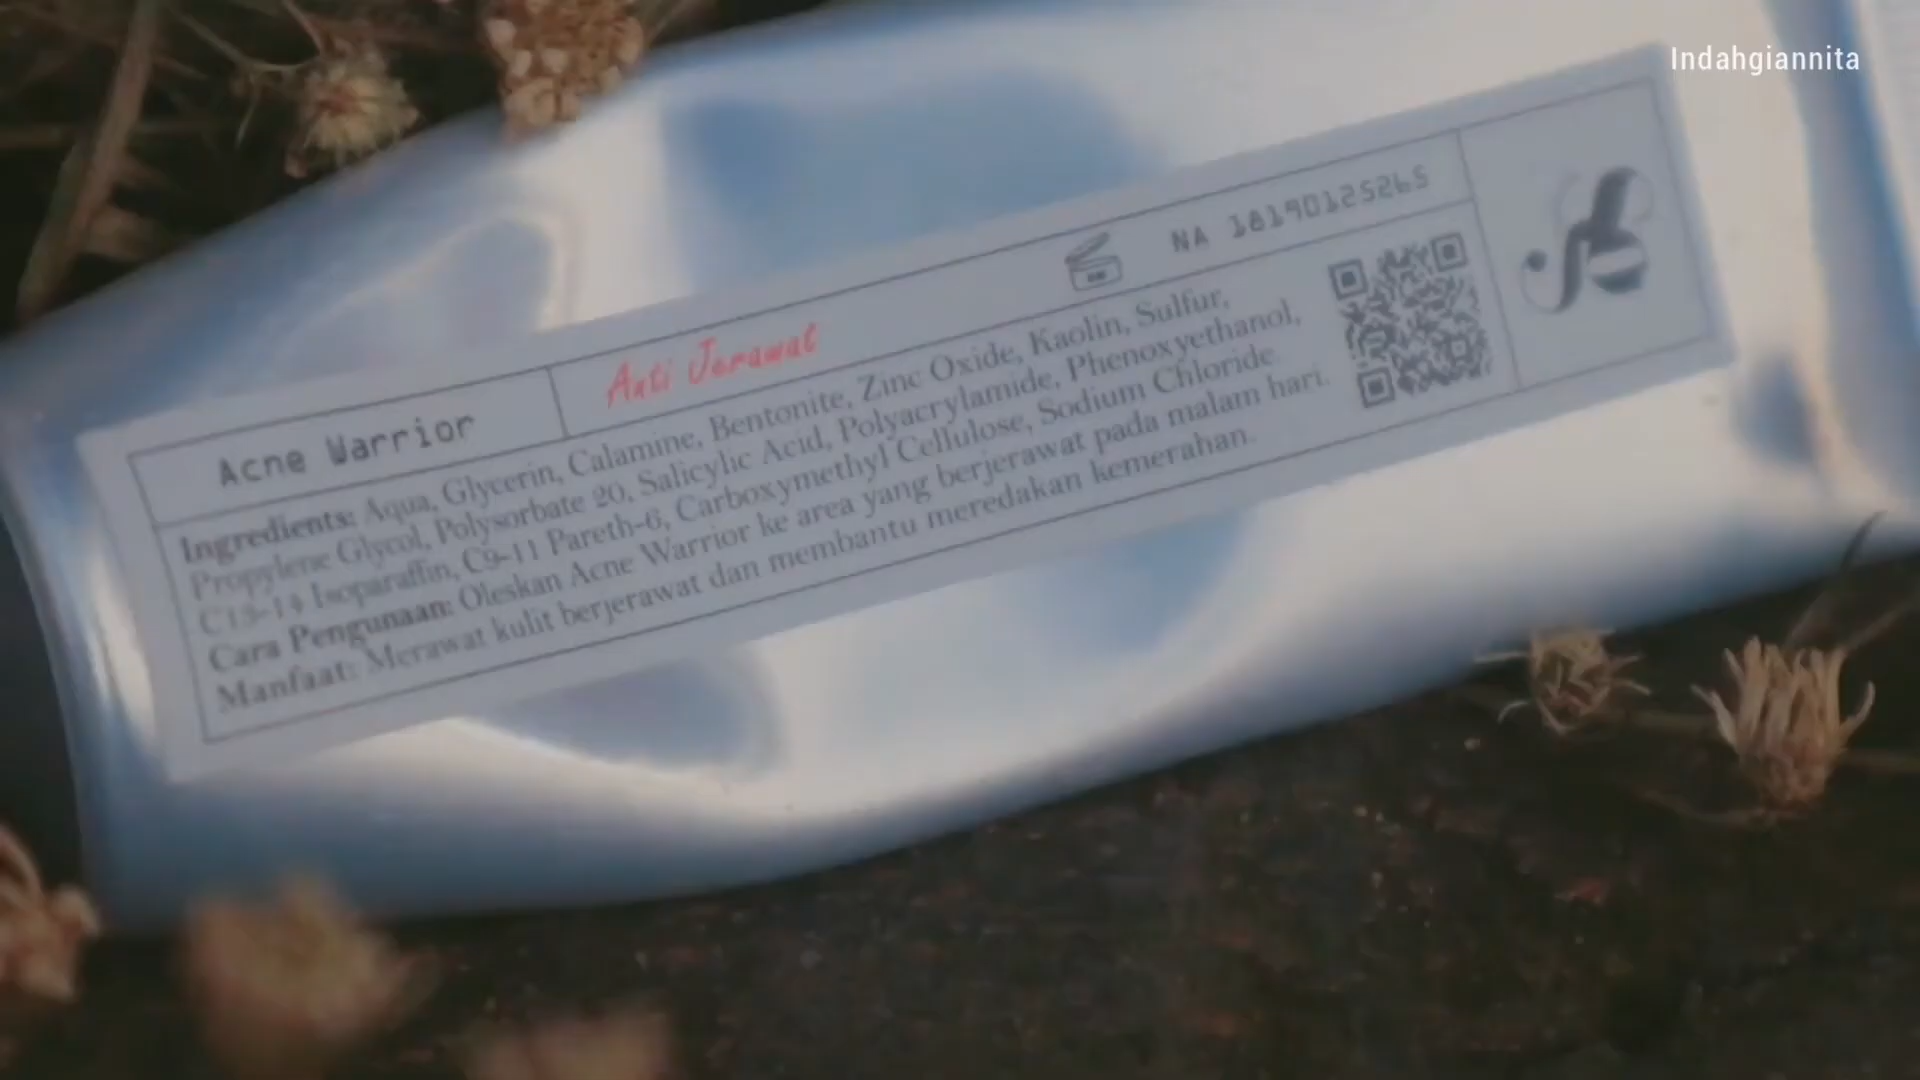 Indahgiannita
Acne Warrior
Anti Jerawat
NA 18190125265
Ingredients: Aqua, Glycerin, Calamine, Bentonite, Zinc Oxide, Kaolin, Sulfur,
Propylene Glycol, Polysorbate 20, Salicylic Acid, Polyacrylamide, Phenoxyethanol,
C13-14 Isoparaffin, C9-11 Pareth-6, Carboxymethyl Cellulose, Sodium Chloride
Cara Pengunaan: Oleskan Acne Warrior ke area yang berjerawat pada malam hari.
Manfaat: Merawat kulit berjerawat dan membantu meredakan kemerahan.